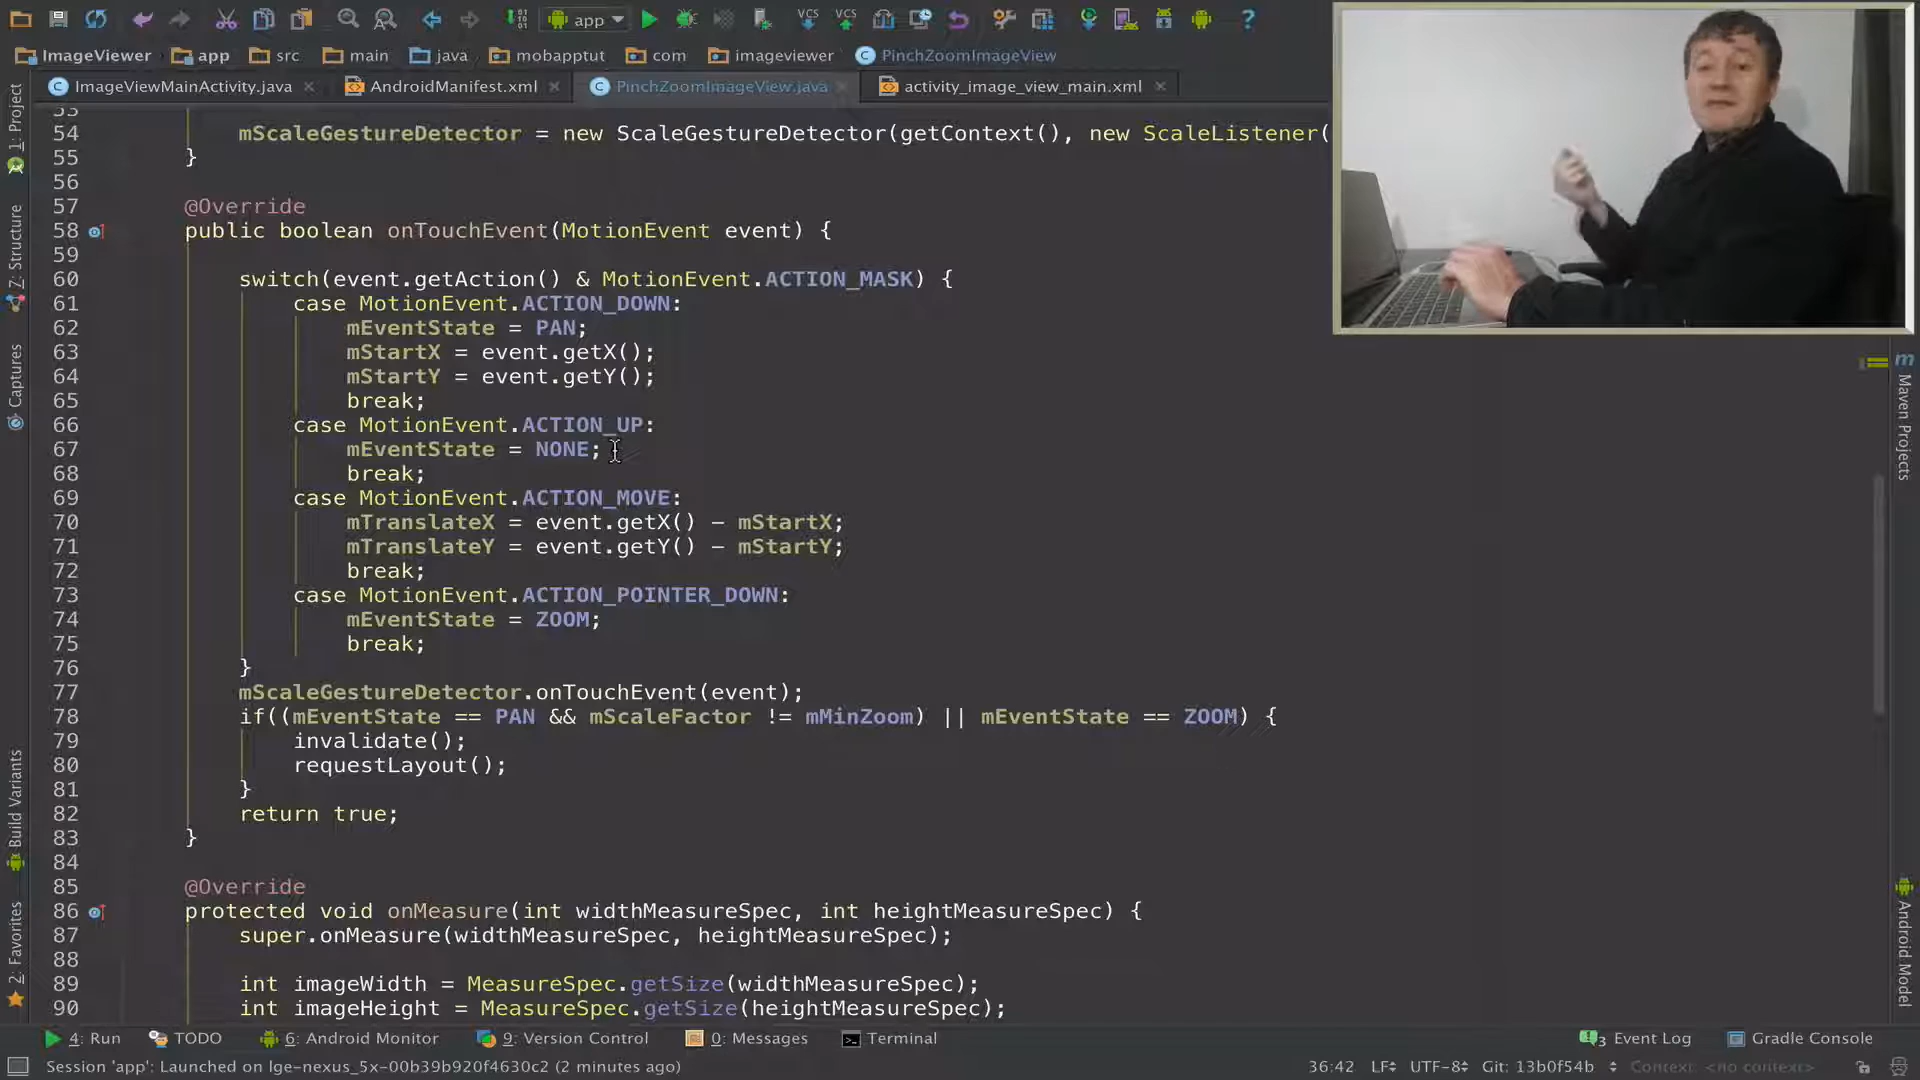 app
VCS
VCS
ImageViewer app src main java mobapptut com imageviewer PinchZoomImageView
ImageViewMainActivity.java AndroidManifest.xml PinchZoomImageView.java activity_image_view_main.xml
1: Project
7: Structure
Captures
Build Variants
2: Favorites
53
54 mScaleGestureDetector = new ScaleGestureDetector(getContext(), new ScaleListener(
55 }
56
57 @Override
58 public boolean onTouchEvent(MotionEvent event) {
59
60 switch(event.getAction() & MotionEvent.ACTION_MASK) {
61 case MotionEvent.ACTION_DOWN:
62 mEventState = PAN;
63 mStartX = event.getX();
64 mStartY = event.getY();
65 break;
66 case MotionEvent.ACTION_UP:
67 mEventState = NONE;
68 break;
69 case MotionEvent.ACTION_MOVE:
70 mTranslateX = event.getX() - mStartX;
71 mTranslateY = event.getY() - mStartY;
72 break;
73 case MotionEvent.ACTION_POINTER_DOWN:
74 mEventState = ZOOM;
75 break;
76 }
77 mScaleGestureDetector.onTouchEvent(event);
78 if((mEventState == PAN && mScaleFactor != mMinZoom) || mEventState == ZOOM) {
79 invalidate();
80 requestLayout();
81 }
82 return true;
83 }
84
85 @Override
86 protected void onMeasure(int widthMeasureSpec, int heightMeasureSpec) {
87 super.onMeasure(widthMeasureSpec, heightMeasureSpec);
88
89 int imageWidth = MeasureSpec.getSize(widthMeasureSpec);
90 int imageHeight = MeasureSpec.getSize(heightMeasureSpec);
Maven Projects
Android Model
4: Run TODO 6: Android Monitor 9: Version Control 0: Messages Terminal 3 Event Log Gradle Console
Session 'app': Launched on lge-nexus_5x-00b39b920f4630c2 (2 minutes ago) 36:42 LF UTF-8 Git: 13b0f54b Context: <no context>